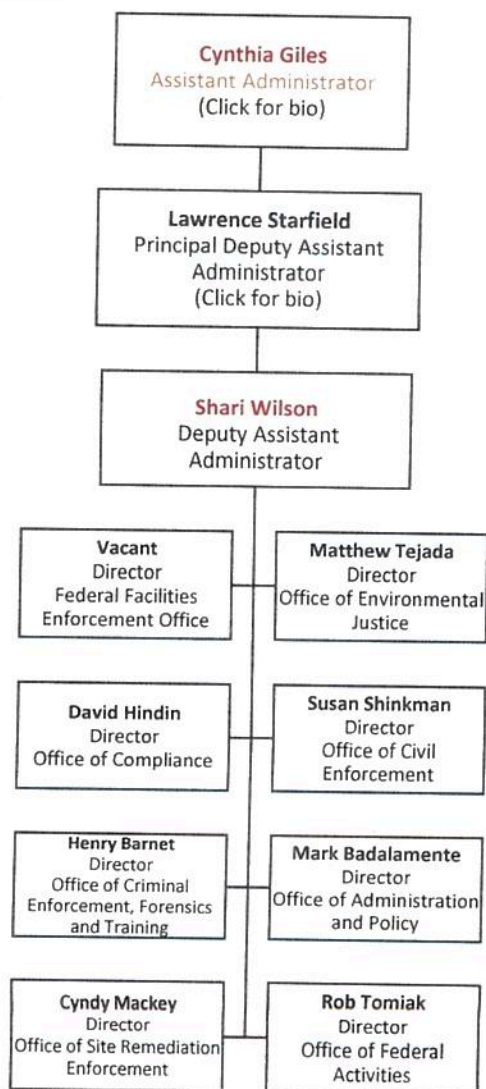 Cynthia Giles
Assistant Administrator
(Click for bio)
Lawrence Starfield
Principal Deputy Assistant
Administrator
(Click for bio)
Shari Wilson
Deputy Assistant
Administrator
Vacant
Director
Federal Facilities
Enforcement Office
Matthew Tejada
Director
Office of Environmental
Justice
David Hindin
Director
Office of Compliance
Susan Shinkman
Director
Office of Civil
Enforcement
Henry Barnet
Director
Office of Criminal
Enforcement, Forensics
and Training
Mark Badalamente
Director
Office of Administration
and Policy
Cyndy Mackey
Director
Office of Site Remediation
Enforcement
Rob Tomiak
Director
Office of Federal
Activities